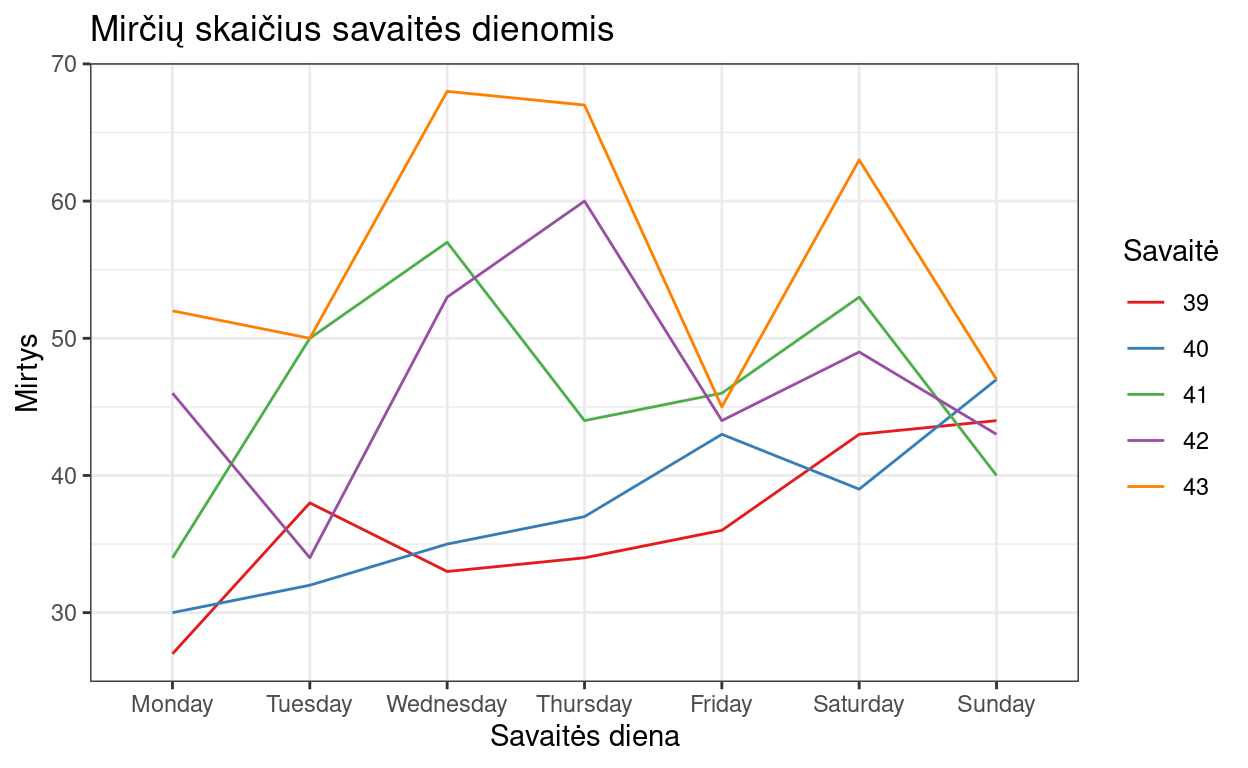 Mirčių skaičius savaitės dienomis
70
60
50
40
30
Mirtys
Monday Tuesday Wednesday Thursday Friday Saturday Sunday
Savaitės diena
Savaitė
39
40
41
42
43